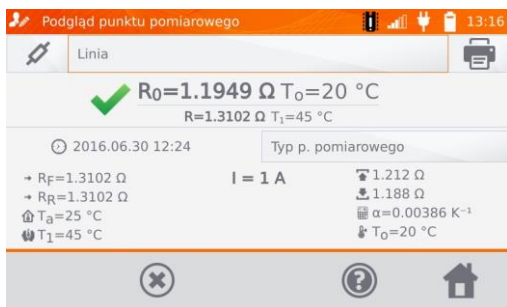 Podgląd punktu pomiarowego 13:16
Linia
R0=1.1949 Ω To=20 °C
R=1.3102 Ω T1=45 °C
2016.06.30 12:24
Typ p. pomiarowego
RF=1.3102 Ω
RR=1.3102 Ω
Ta=25 °C
T1=45 °C
I = 1 A
1.212 Ω
1.188 Ω
α=0.00386 K⁻¹
To=20 °C